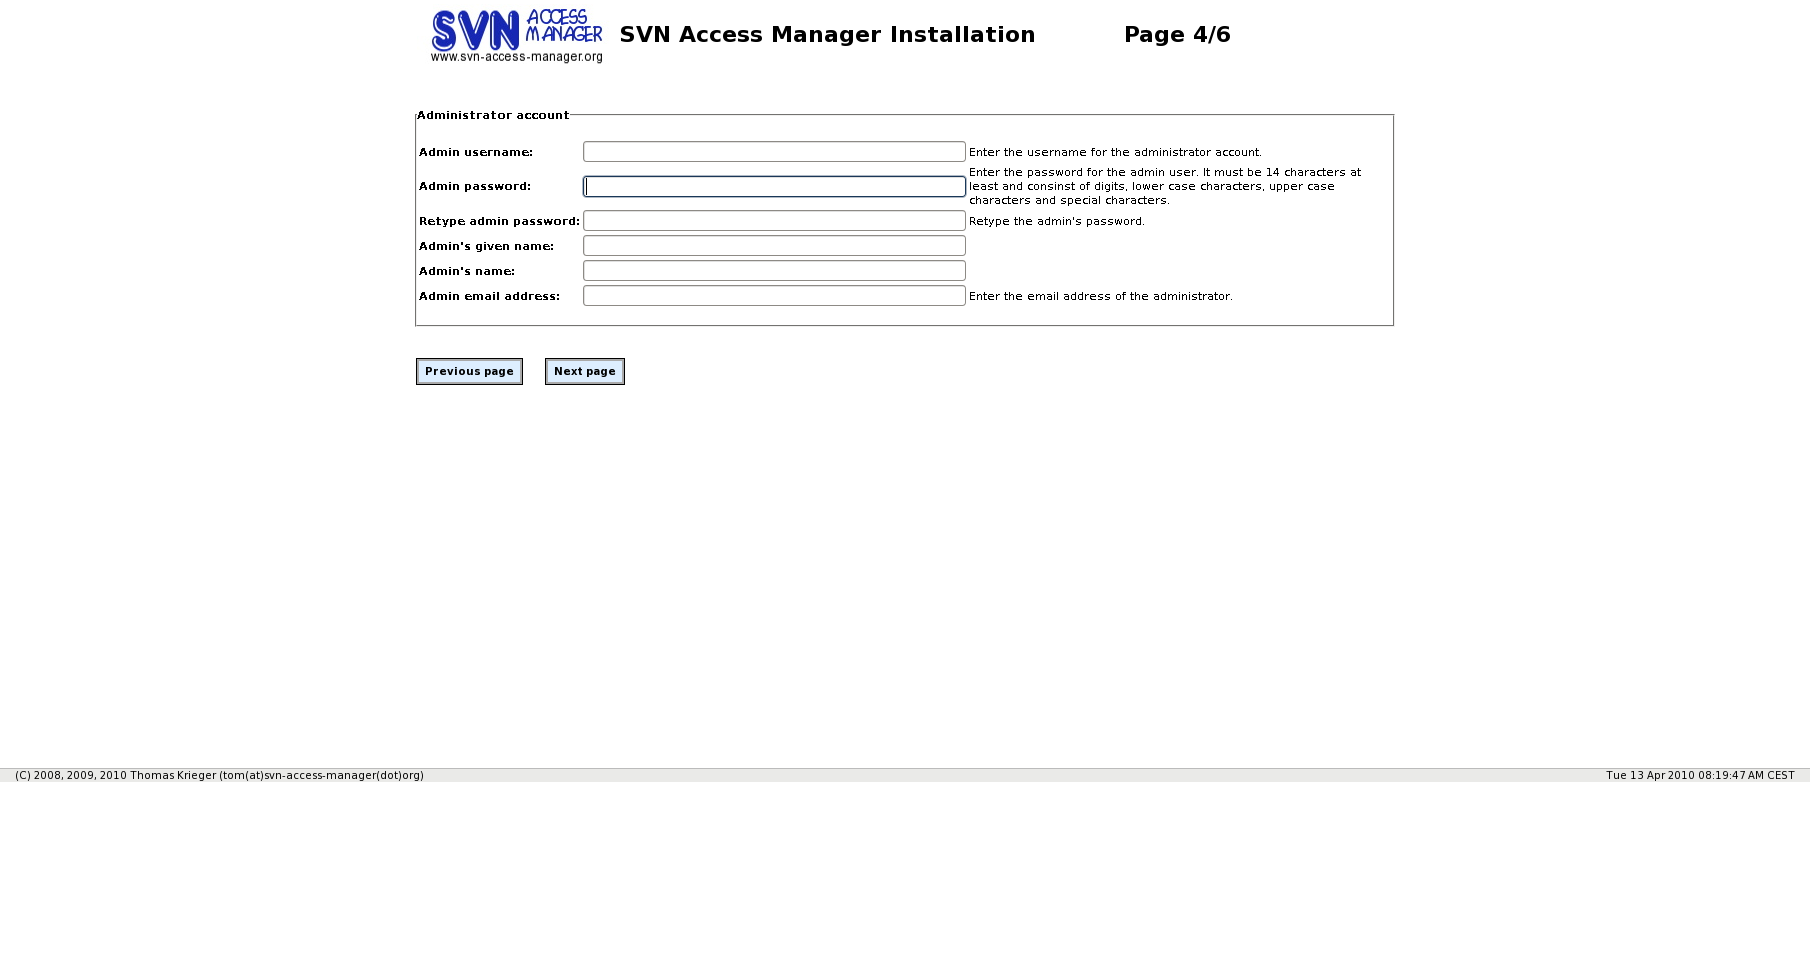 SVN ACCESS MANAGER
www.svn-access-manager.org
SVN Access Manager Installation Page 4/6
Administrator account
Admin username: Enter the username for the administrator account.
Admin password: Enter the password for the admin user. It must be 14 characters at
least and consinst of digits, lower case characters, upper case
characters and special characters.
Retype admin password: Retype the admin's password.
Admin's given name:
Admin's name:
Admin email address: Enter the email address of the administrator.
Previous page Next page
(C) 2008, 2009, 2010 Thomas Krieger (tom(at)svn-access-manager(dot)org) Tue 13 Apr 2010 08:19:47 AM CEST